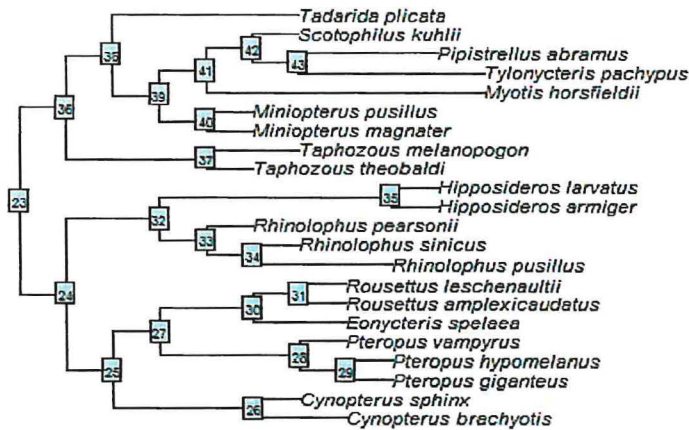 Tadarida plicata
Scotophilus kuhlii
42
Pipistrellus abramus
38
43
41
Tylonycteris pachypus
Myotis horsfieldii
39
36
Miniopterus pusillus
40
Miniopterus magnater
Taphozous melanopogon
37
Taphozous theobaldi
Hipposideros larvatus
35
23
Hipposideros armiger
32
Rhinolophus pearsonii
33
Rhinolophus sinicus
34
Rhinolophus pusillus
Rousettus leschenaultii
31
24
Rousettus amplexicaudatus
30
Eonycteris spelaea
27
Pteropus vampyrus
28
Pteropus hypomelanus
29
25
Pteropus giganteus
Cynopterus sphinx
26
Cynopterus brachyotis